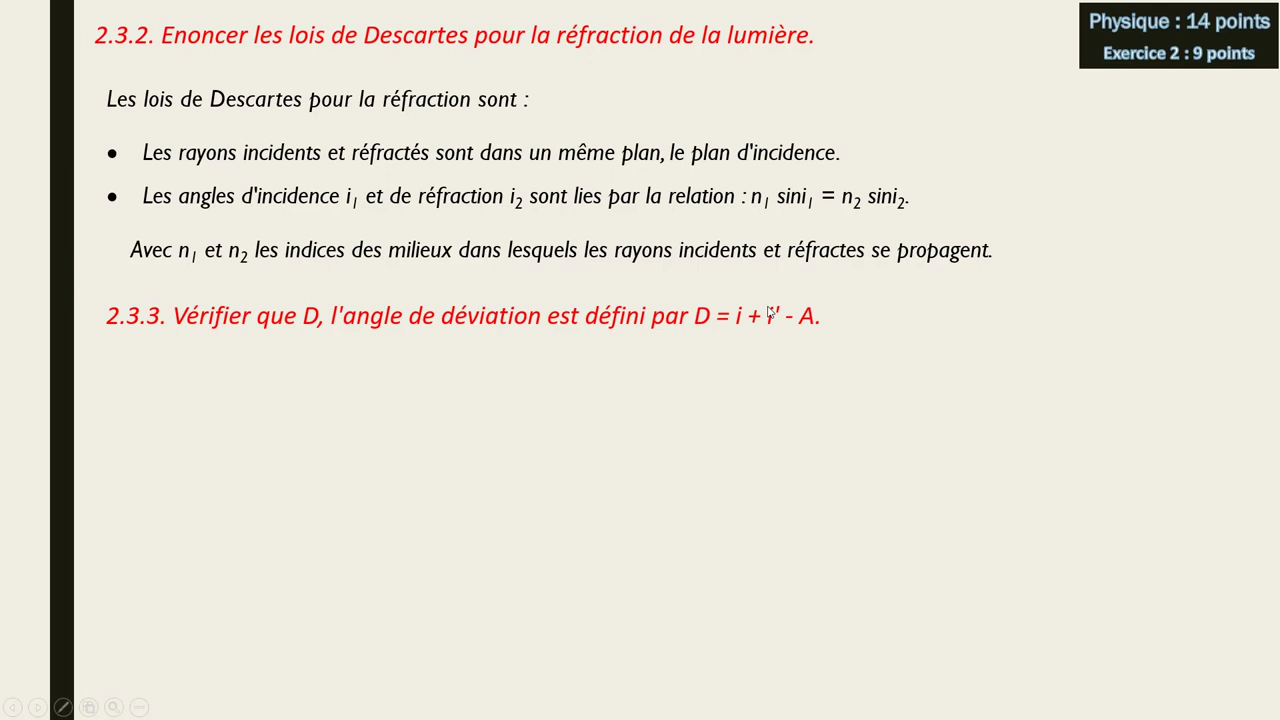 2.3.2. Enoncer les lois de Descartes pour la réfraction de la lumière.
Physique : 14 points
Exercice 2 : 9 points
Les lois de Descartes pour la réfraction sont :
• Les rayons incidents et réfractés sont dans un même plan, le plan d'incidence.
• Les angles d'incidence i₁ et de réfraction i₂ sont lies par la relation : n₁ sini₁ = n₂ sini₂.
Avec n₁ et n₂ les indices des milieux dans lesquels les rayons incidents et réfractes se propagent.
2.3.3. Vérifier que D, l'angle de déviation est défini par D = i + i' - A.